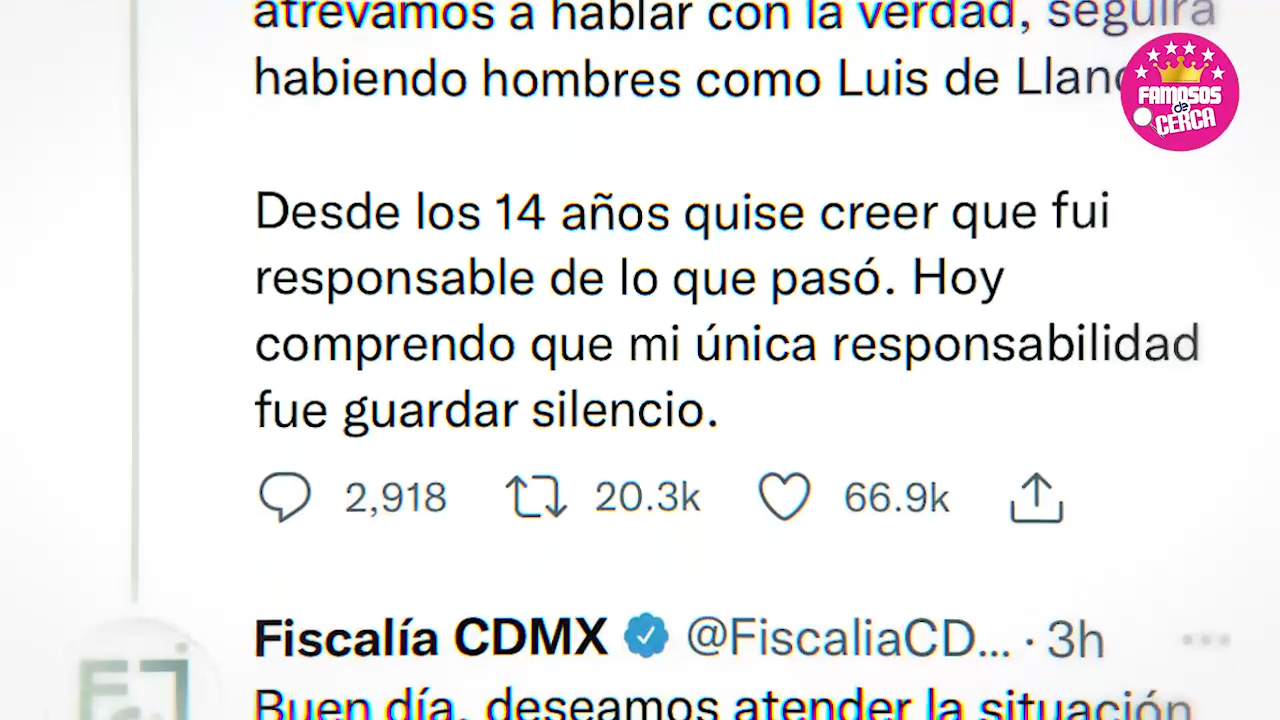 atrevamos a hablar con la verdad, seguirá
habiendo hombres como Luis de Llano
FAMOSOS
de
CERCA
Desde los 14 años quise creer que fui
responsable de lo que pasó. Hoy
comprendo que mi única responsabilidad
fue guardar silencio.
2,918 20.3k 66.9k
Fiscalía CDMX @FiscaliaCD... · 3h
Buen día, deseamos atender la situación